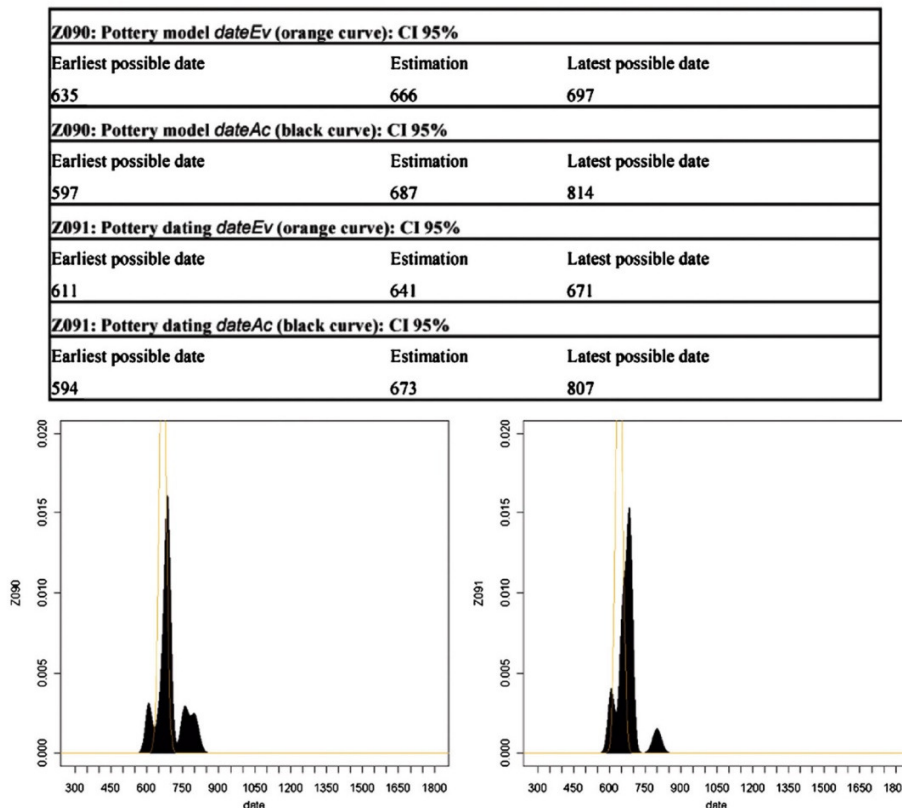 Z090: Pottery model dateEv (orange curve): CI 95%
Earliest possible date Estimation Latest possible date
635 666 697
Z090: Pottery model dateAc (black curve): CI 95%
Earliest possible date Estimation Latest possible date
597 687 814
Z091: Pottery dating dateEv (orange curve): CI 95%
Earliest possible date Estimation Latest possible date
611 641 671
Z091: Pottery dating dateAc (black curve): CI 95%
Earliest possible date Estimation Latest possible date
594 673 807
0.020
0.015
0.010
0.005
0.000
Z090
300 450 600 750 900 1050 1200 1350 1500 1650 1800
date
0.020
0.015
0.010
0.005
0.000
Z091
300 450 600 750 900 1050 1200 1350 1500 1650 1800
date